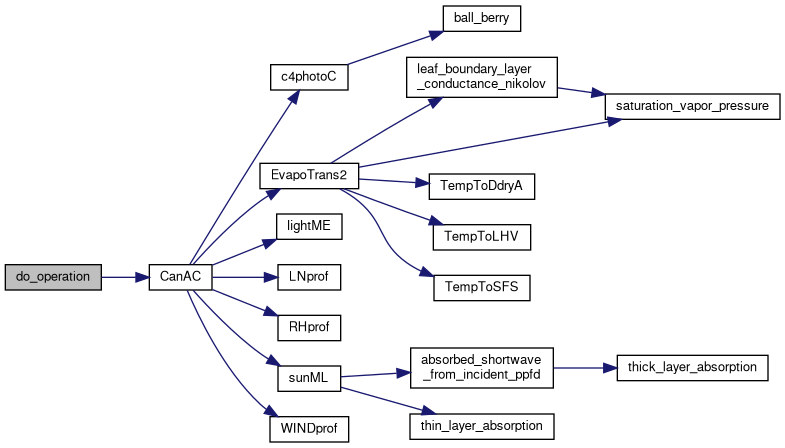 do_operation
CanAC
c4photoC
ball_berry
EvapoTrans2
leaf_boundary_layer
_conductance_nikolov
saturation_vapor_pressure
TempToDdryA
TempToLHV
TempToSFS
lightME
LNprof
RHprof
sunML
absorbed_shortwave
_from_incident_ppfd
thick_layer_absorption
thin_layer_absorption
WINDprof